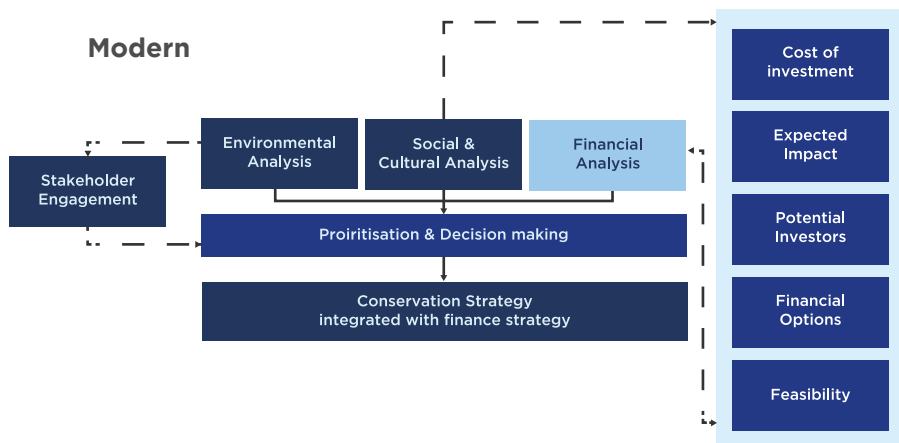 Modern
Environmental
Analysis
Social &
Cultural Analysis
Financial
Analysis
Stakeholder
Engagement
Proiritisation & Decision making
Conservation Strategy
integrated with finance strategy
Cost of
investment
Expected
Impact
Potential
Investors
Financial
Options
Feasibility